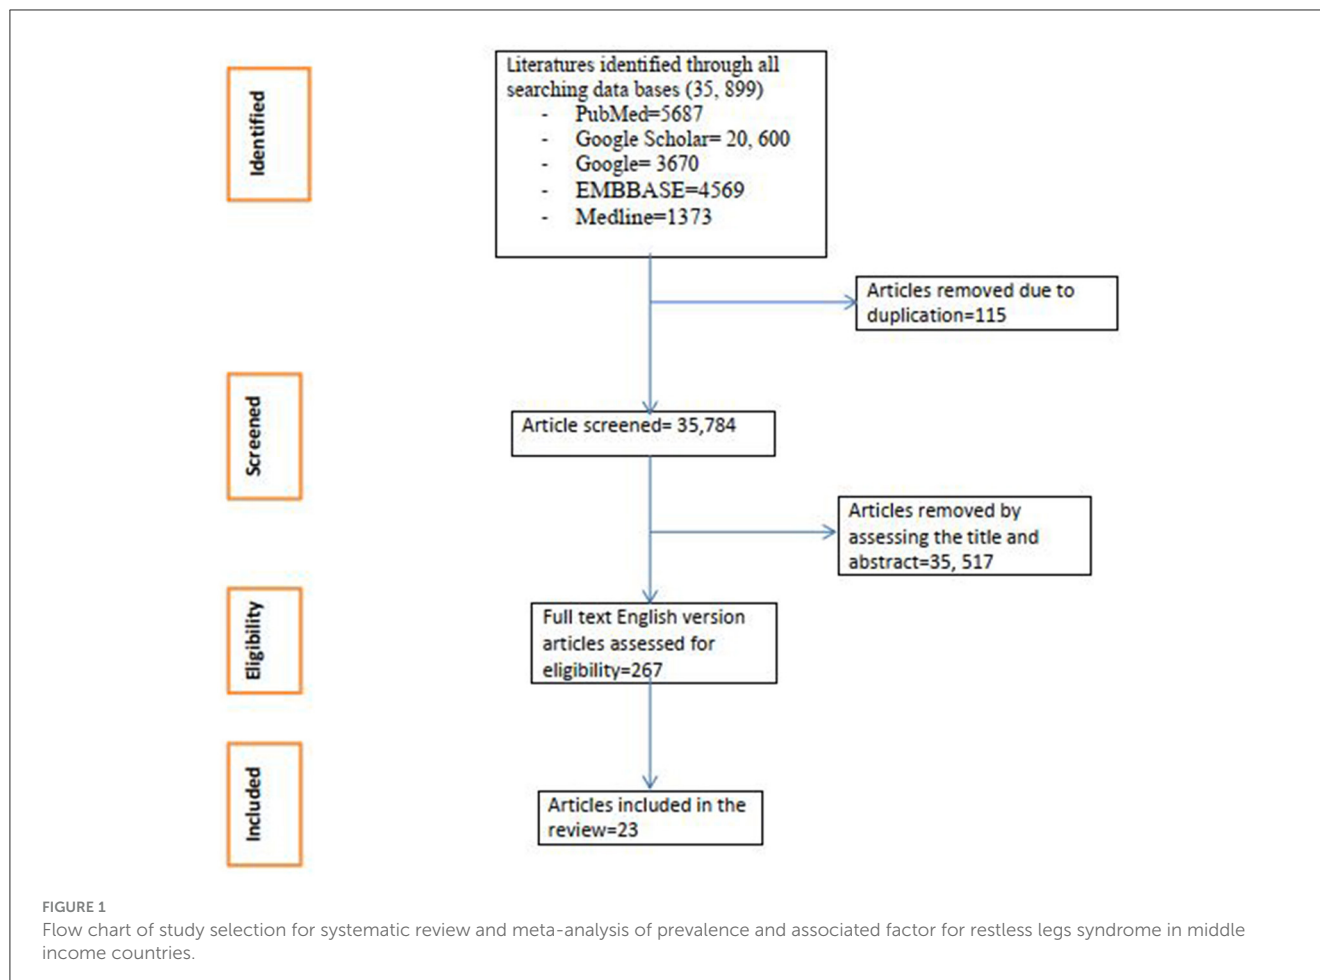 Identified
Literatures identified through all
searching data bases (35, 899)
- PubMed=5687
- Google Scholar= 20, 600
- Google= 3670
- EMBBASE=4569
- Medline=1373
Articles removed due to
duplication=115
Screened
Article screened= 35,784
Articles removed by
assessing the title and
abstract=35, 517
Eligibility
Full text English version
articles assessed for
eligibility=267
Included
Articles included in the
review=23
FIGURE 1
Flow chart of study selection for systematic review and meta-analysis of prevalence and associated factor for restless legs syndrome in middle
income countries.